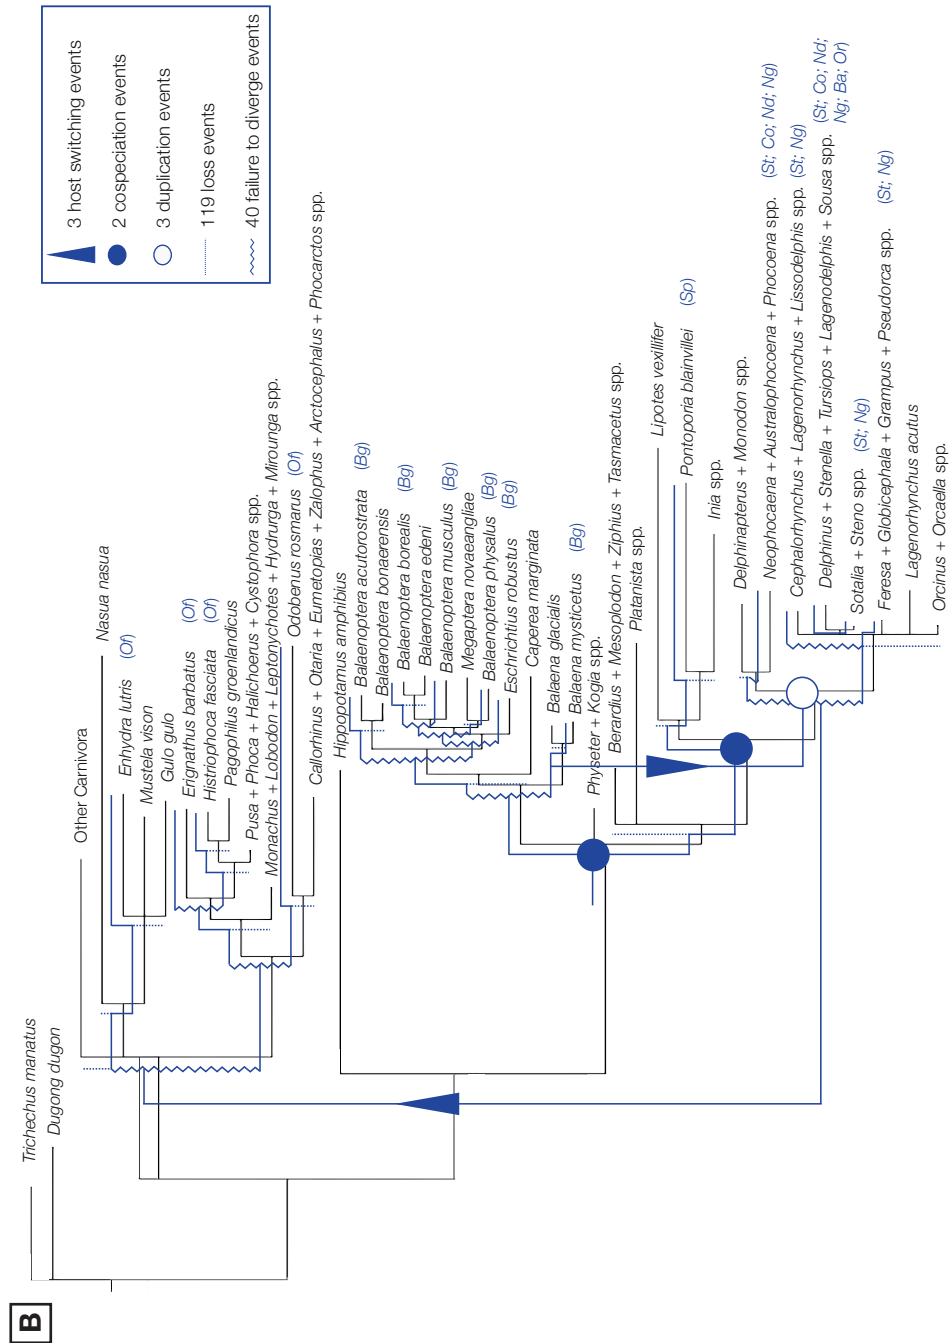 B
3 host switching events
2 cospeciation events
3 duplication events
119 loss events
40 failure to diverge events
Trichechus manatus
Dugong dugon
Other Carnivora
Nasua nasua
Enhydra lutris (Of)
Mustela vison
Gulo gulo
Erignathus barbatus (Of)
Histriophoca fasciata (Of)
Pagophilus groenlandicus
Pusa + Phoca + Halichoerus + Cystophora spp.
Monachus + Lobodon + Leptonychotes + Hydrurga + Mirounga spp.
Odobenus rosmarus (Of)
Callorhinus + Otaria + Eumetopias + Zalophus + Arctocephalus + Phocarctos spp.
Hippopotamus amphibius
Balaenoptera acutorostrata (Bg)
Balaenoptera bonaerensis
Balaenoptera borealis (Bg)
Balaenoptera edeni
Balaenopter musculus (Bg)
Megaptera novaeangliae
Balaenoptera physalus (Bg)
Eschrichtius robustus (Bg)
Caperea marginata
Balaena glacialis
Balaena mysticetus (Bg)
Physeter + Kogia spp.
Berardius + Mesoplodon + Ziphius + Tasmacetus spp.
Platanista spp.
Lipotes vexillifer
Pontoporia blainvillei (Sp)
Inia spp.
Delphinapterus + Monodon spp.
Neophocaena + Australophocoena + Phocoena spp. (St; Co; Nd; Ng)
Cephalorhynchus + Lagenorhynchus + Lissodelphis spp. (St; Ng)
Delphinus + Stenella + Tursiops + Lagenodelphis + Sousa spp. (St; Co; Nd;
Ng; Ba; Or)
Sotalia + Steno spp. (St; Ng)
Feresa + Globicephala + Grampus + Pseudorca spp. (St; Ng)
Lagenorhynchus acutus
Orcinus + Orcaella spp.